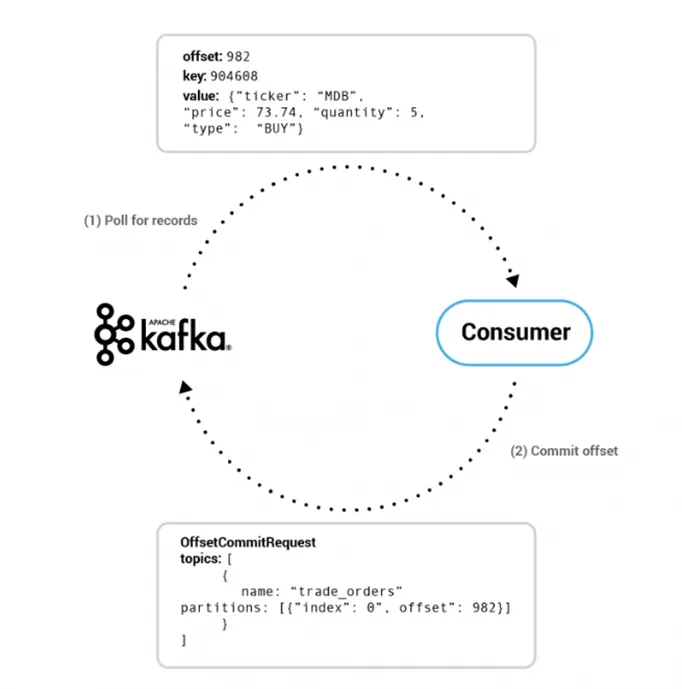 offset: 982
key: 904608
value: {"ticker": “MDB”,
“price”: 73.74, “quantity”: 5,
“type”: “BUY”}
(1) Poll for records
APACHE
kafka®
Consumer
(2) Commit offset
OffsetCommitRequest
topics: [
{
name: “trade_orders”
partitions: [{“index”: 0”, offset”: 982}]
}
]